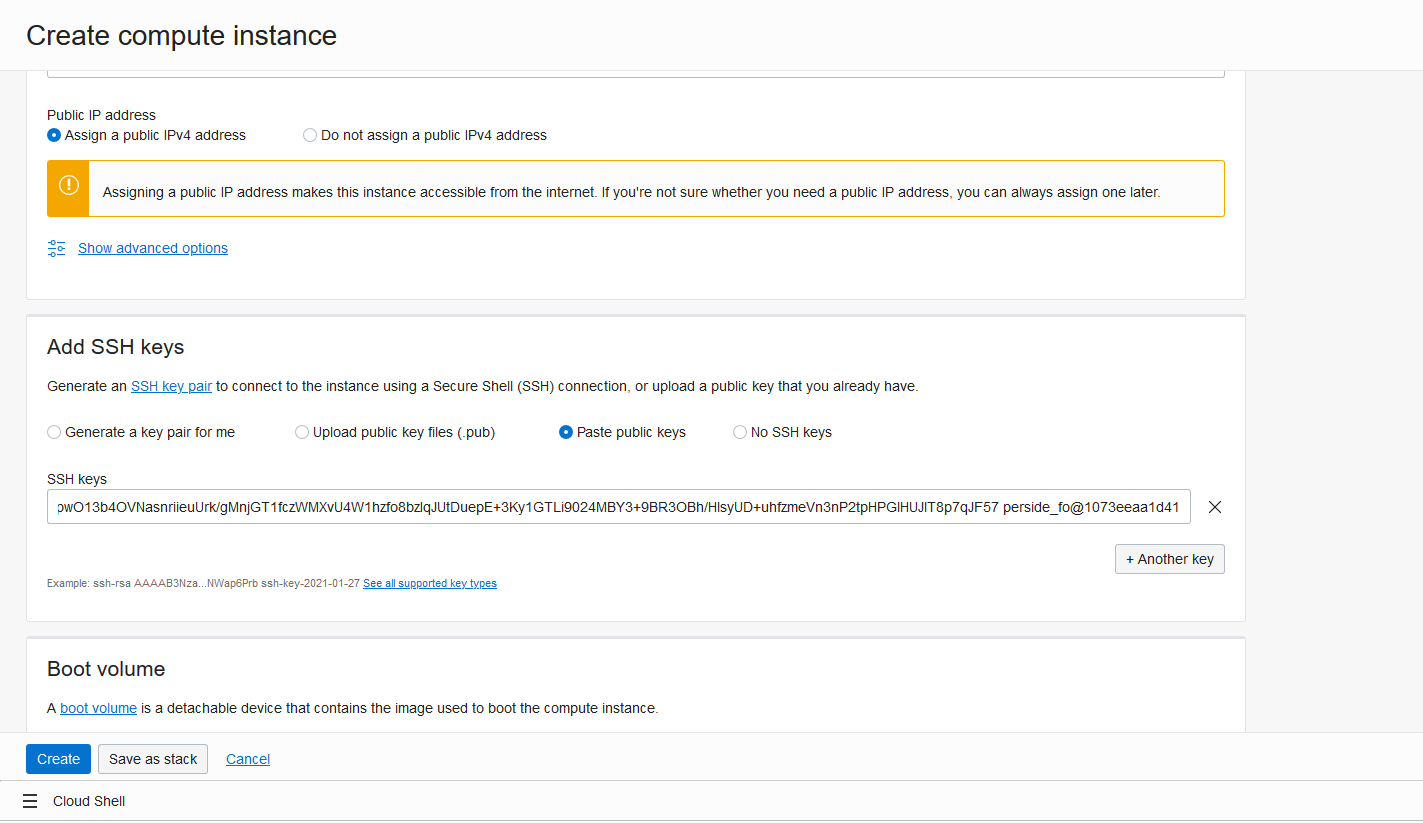 Create compute instance
Public IP address
Assign a public IPv4 address Do not assign a public IPv4 address
Assigning a public IP address makes this instance accessible from the internet. If you're not sure whether you need a public IP address, you can always assign one later.
Show advanced options
Add SSH keys
Generate an SSH key pair to connect to the instance using a Secure Shell (SSH) connection, or upload a public key that you already have.
Generate a key pair for me Upload public key files (.pub) Paste public keys No SSH keys
SSH keys
pwO13b4OVNasnriieuUrk/gMnjGT1fczWMXvU4W1hzfo8bzlqJUtDuepE+3Ky1GTLi9024MBY3+9BR3OBh/HlsyUD+uhfzmeVn3nP2tpHPGlHUJlT8p7qJF57 perside_fo@1073eeaa1d41
+ Another key
Example: ssh-rsa AAAAB3Nza...NWap6Prb ssh-key-2021-01-27 See all supported key types
Boot volume
A boot volume is a detachable device that contains the image used to boot the compute instance.
Create Save as stack Cancel
Cloud Shell